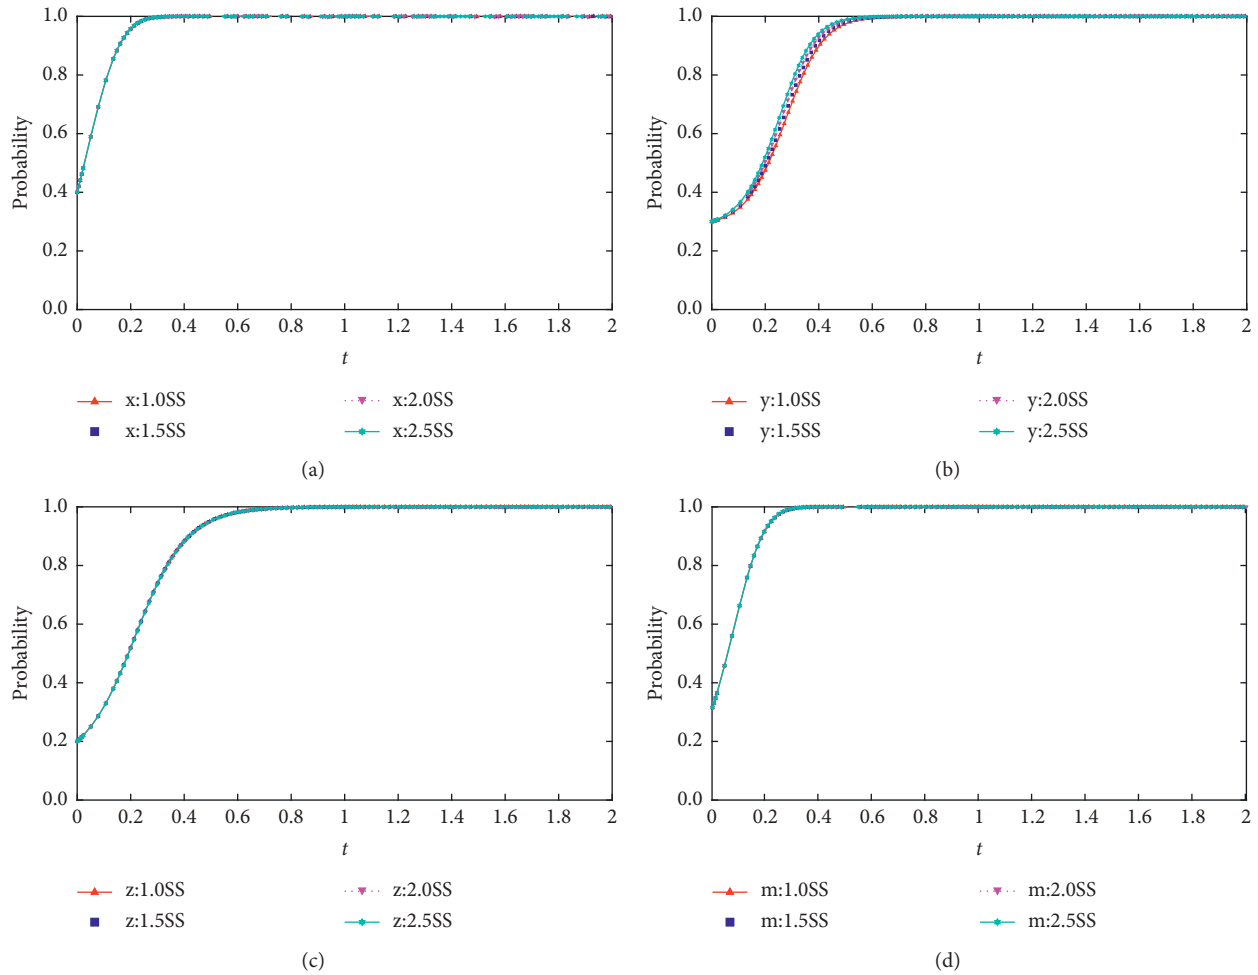 Probability
1.0
0.8
0.6
0.4
0.2
0.0
0 0.2 0.4 0.6 0.8 1 1.2 1.4 1.6 1.8 2
t
x:1.0SS x:2.0SS
x:1.5SS x:2.5SS
(a)
Probability
1.0
0.8
0.6
0.4
0.2
0.0
0 0.2 0.4 0.6 0.8 1 1.2 1.4 1.6 1.8 2
t
y:1.0SS y:2.0SS
y:1.5SS y:2.5SS
(b)
Probability
1.0
0.8
0.6
0.4
0.2
0.0
0 0.2 0.4 0.6 0.8 1 1.2 1.4 1.6 1.8 2
t
z:1.0SS z:2.0SS
z:1.5SS z:2.5SS
(c)
Probability
1.0
0.8
0.6
0.4
0.2
0.0
0 0.2 0.4 0.6 0.8 1 1.2 1.4 1.6 1.8 2
t
m:1.0SS m:2.0SS
m:1.5SS m:2.5SS
(d)